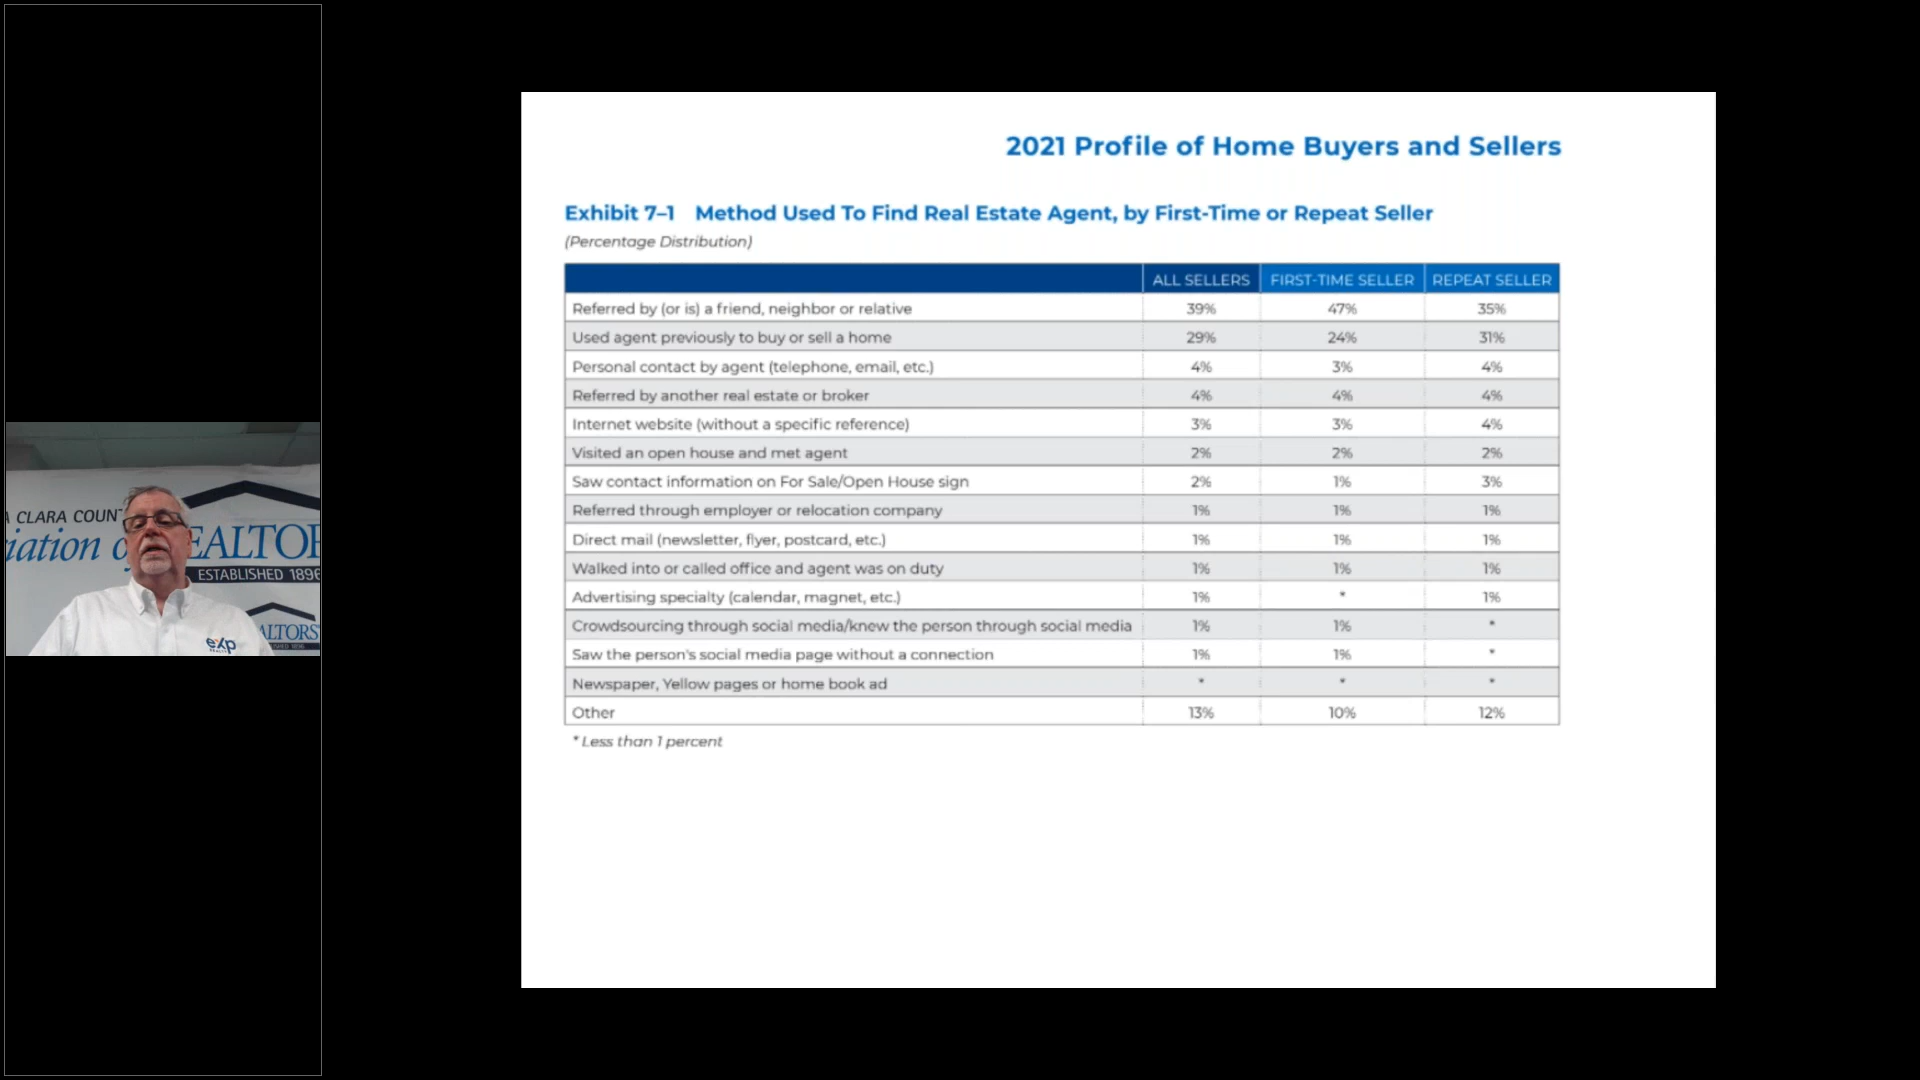 2021 Profile of Home Buyers and Sellers
Exhibit 7–1 Method Used To Find Real Estate Agent, by First-Time or Repeat Seller
(Percentage Distribution)
ALL SELLERS FIRST-TIME SELLER REPEAT SELLER
Referred by (or is) a friend, neighbor or relative 39% 47% 35%
Used agent previously to buy or sell a home 29% 24% 31%
Personal contact by agent (telephone, email, etc.) 4% 3% 4%
Referred by another real estate or broker 4% 4% 4%
Internet website (without a specific reference) 3% 3% 4%
Visited an open house and met agent 2% 2% 2%
Saw contact information on For Sale/Open House sign 2% 1% 3%
Referred through employer or relocation company 1% 1% 1%
Direct mail (newsletter, flyer, postcard, etc.) 1% 1% 1%
Walked into or called office and agent was on duty 1% 1% 1%
Advertising specialty (calendar, magnet, etc.) 1% * 1%
Crowdsourcing through social media/knew the person through social media 1% 1% *
Saw the person's social media page without a connection 1% 1% *
Newspaper, Yellow pages or home book ad * * *
Other 13% 10% 12%
* Less than 1 percent
A CLARA COUN
iation o EALTOR
ESTABLISHED 1896
ALTORS
exp